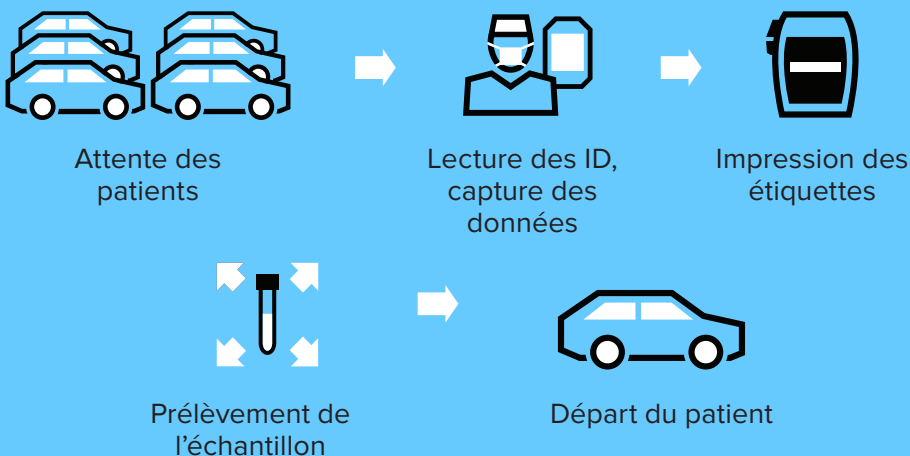 Attente des
patients
Lecture des ID,
capture des
données
Impression des
étiquettes
Prélèvement de
l’échantillon
Départ du patient